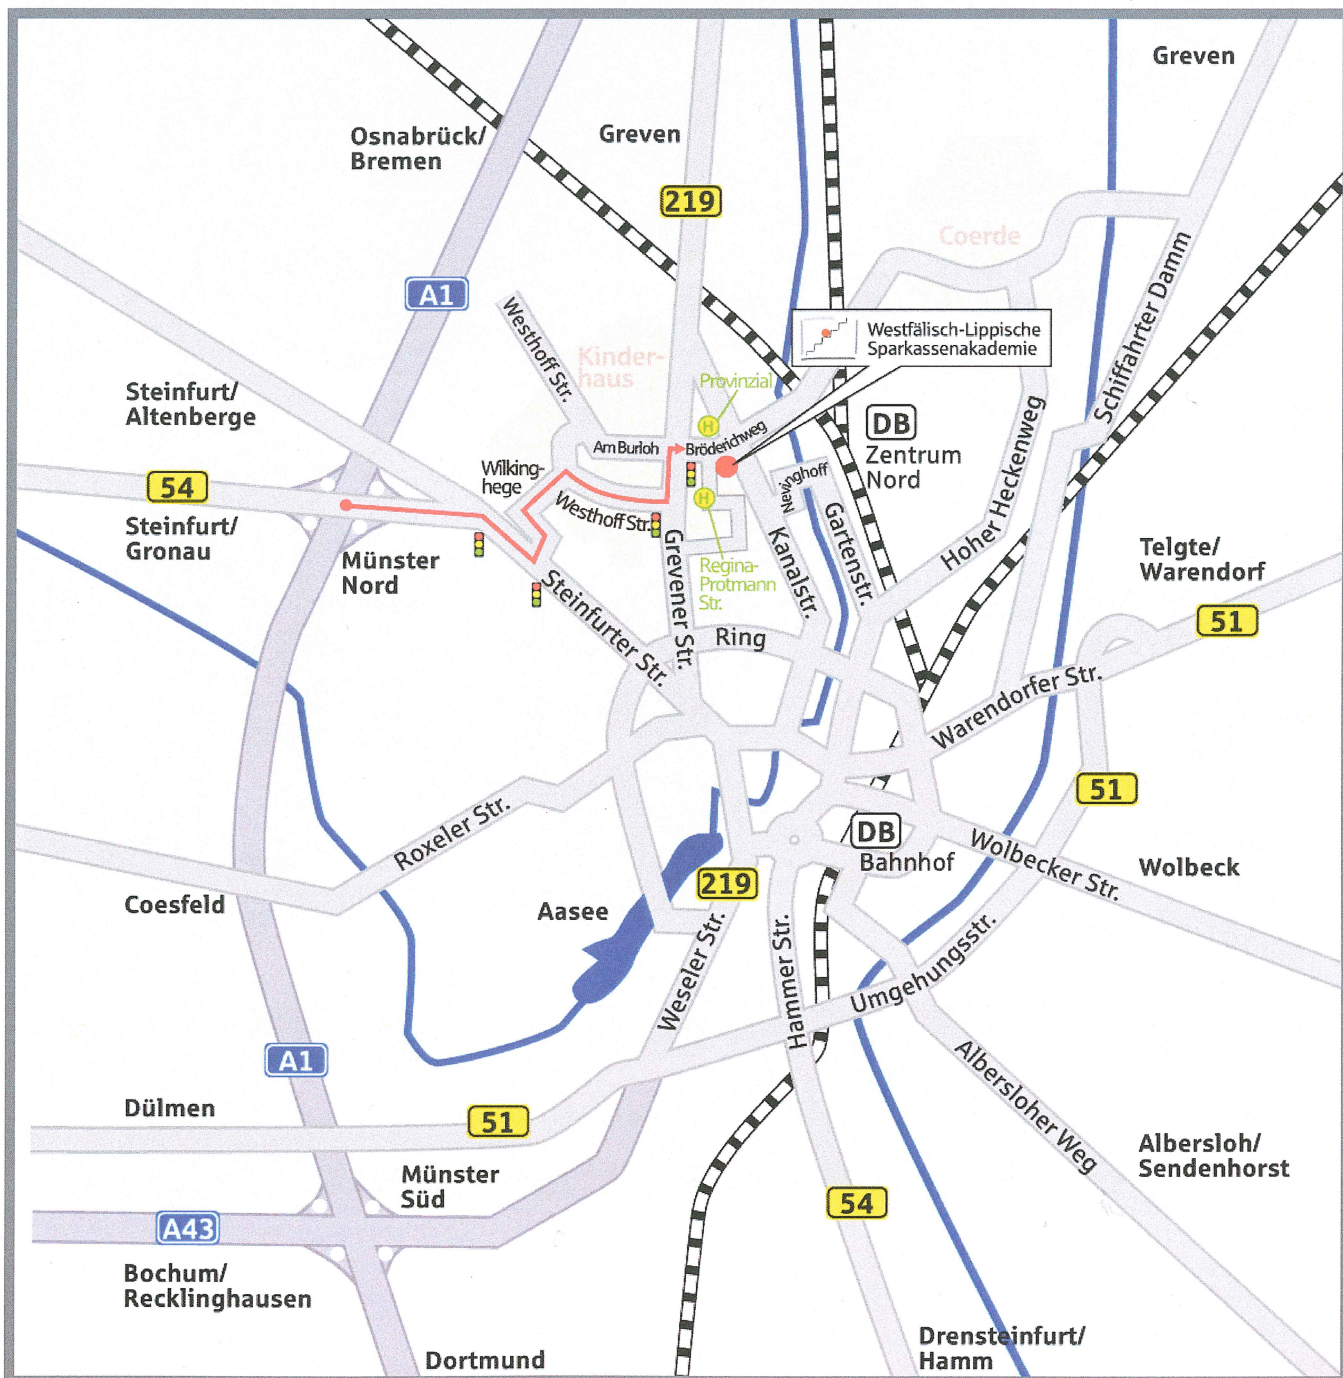 Greven
Osnabrück/
Bremen
Greven
219
Coerde
A1
Schiffahrter Damm
Westhoff Str.
Westfälisch-Lippische
Sparkassenakademie
Kinder-
haus
Provinzial
Steinfurt/
Altenberge
H
DB
Zentrum
Nord
Am Burloh
Bröderichweg
Wilking-
hege
54
Steinfurt/
Gronau
Westhoff Str.
H
Nevinghoff
Gartenstr.
Hoher Heckenweg
Münster
Nord
Grevener Str.
Kanalstr.
Regina-
Protmann
Str.
Telgte/
Warendorf
51
Steinfurter Str.
Ring
Warendorfer Str.
51
Roxeler Str.
DB
Bahnhof
Wolbecker Str.
Wolbeck
219
Coesfeld
Aasee
Weseler Str.
Hammer Str.
Umgehungsstr.
A1
Albersloher Weg
Dülmen
51
Münster
Süd
Albersloh/
Sendenhorst
54
A43
Bochum/
Recklinghausen
Dortmund
Drensteinfurt/
Hamm